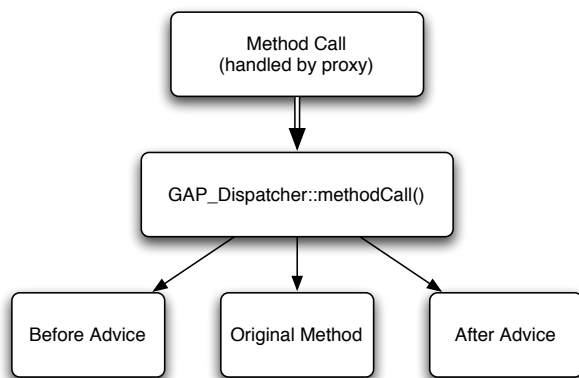 Method Call
(handled by proxy)
GAP_Dispatcher::methodCall()
Before Advice
Original Method
After Advice